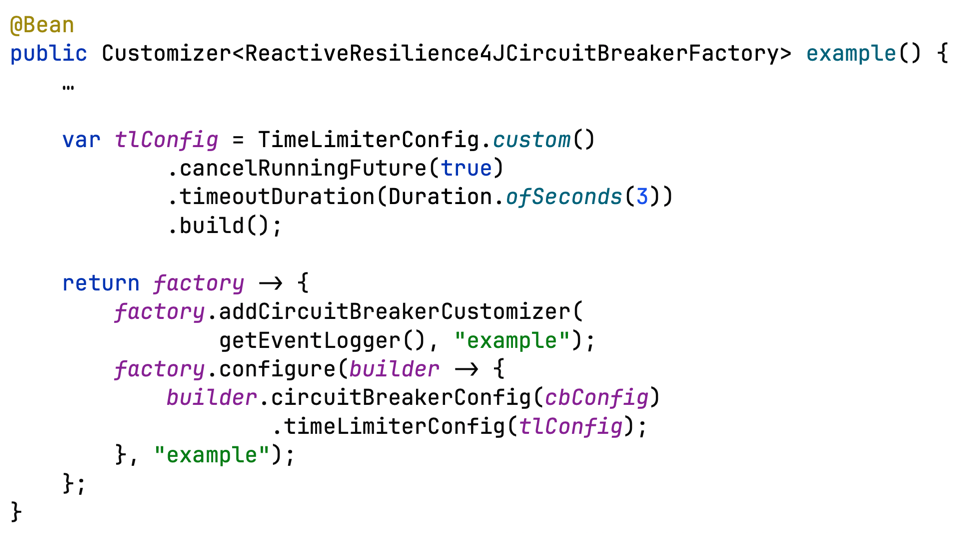 @Bean
public Customizer<ReactiveResilience4JCircuitBreakerFactory> example() {
    …

    var tlConfig = TimeLimiterConfig.custom()
            .cancelRunningFuture(true)
            .timeoutDuration(Duration.ofSeconds(3))
            .build();

    return factory -> {
        factory.addCircuitBreakerCustomizer(
                getEventLogger(), "example");
        factory.configure(builder -> {
            builder.circuitBreakerConfig(cbConfig)
                    .timeLimiterConfig(tlConfig);
        }, "example");
    };
}